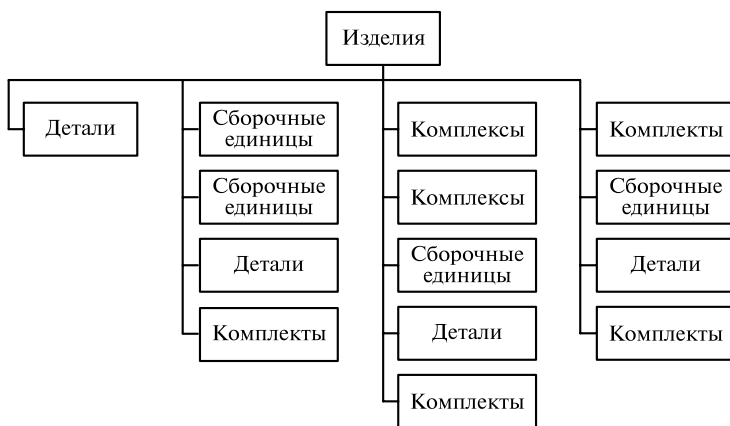 Изделия
Детали
Сборочные
единицы
Сборочные
единицы
Детали
Комплекты
Комплексы
Комплексы
Сборочные
единицы
Детали
Комплекты
Комплекты
Сборочные
единицы
Детали
Комплекты